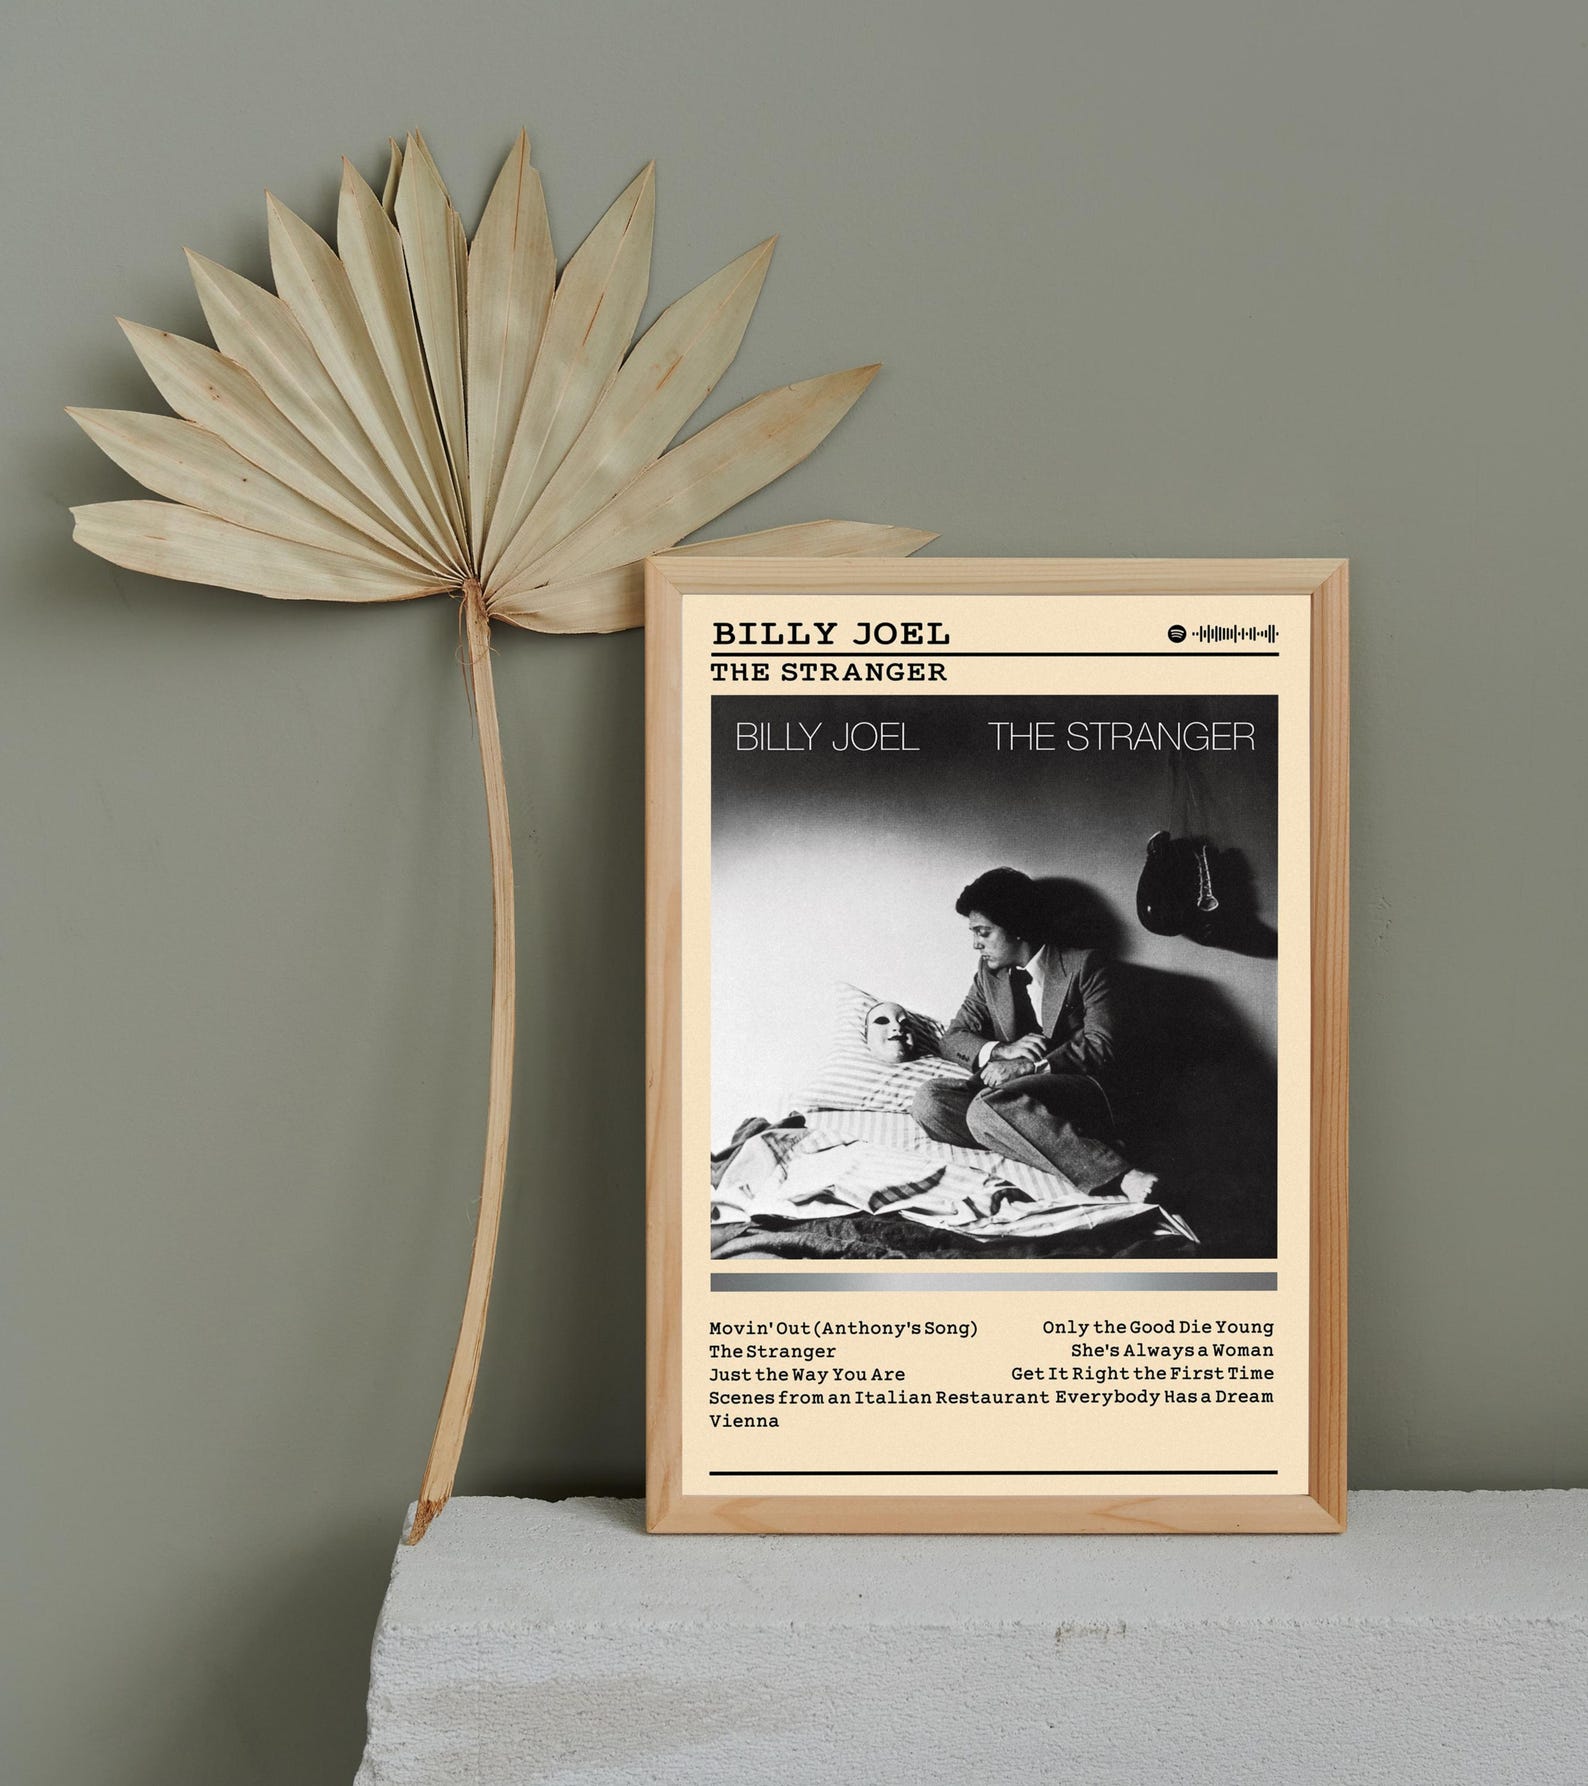 BILLY JOEL
THE STRANGER
BILLY JOEL THE STRANGER
Movin' Out (Anthony's Song)
The Stranger
Just the Way You Are
Scenes from an Italian Restaurant
Vienna
Only the Good Die Young
She's Always a Woman
Get It Right the First Time
Everybody Has a Dream